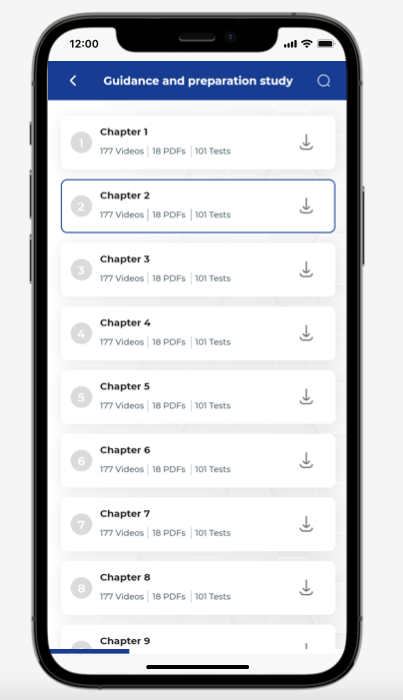 12:00
Guidance and preparation study
1
Chapter 1
177 Videos | 18 PDFs | 101 Tests
2
Chapter 2
177 Videos | 18 PDFs | 101 Tests
3
Chapter 3
177 Videos | 18 PDFs | 101 Tests
4
Chapter 4
177 Videos | 18 PDFs | 101 Tests
5
Chapter 5
177 Videos | 18 PDFs | 101 Tests
6
Chapter 6
177 Videos | 18 PDFs | 101 Tests
7
Chapter 7
177 Videos | 18 PDFs | 101 Tests
8
Chapter 8
177 Videos | 18 PDFs | 101 Tests
Chapter 9